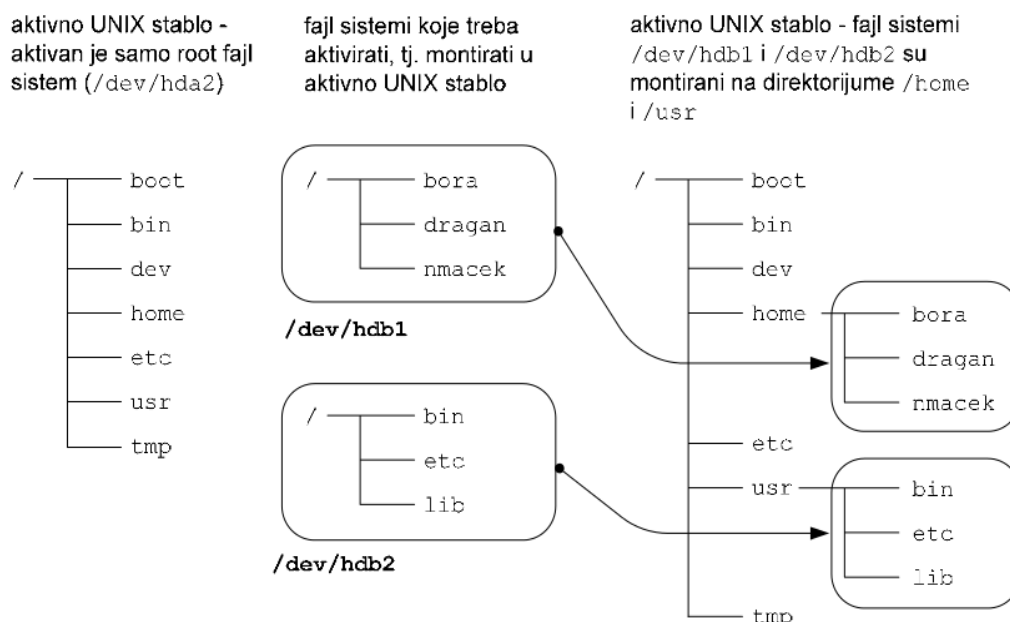 aktivno UNIX stablo -
aktivan je samo root fajl
sistem (/dev/hda2)
fajl sistemi koje treba
aktivirati, tj. montirati u
aktivno UNIX stablo
aktivno UNIX stablo - fajl sistemi
/dev/hdb1 i /dev/hdb2 su
montirani na direktorijume /home
i /usr
/
boot
bin
dev
home
etc
usr
tmp
/
bora
dragan
nmacek
/dev/hdb1
/
bin
etc
lib
/dev/hdb2
/
boot
bin
dev
home
bora
dragan
nmacek
etc
usr
bin
etc
lib
tmp